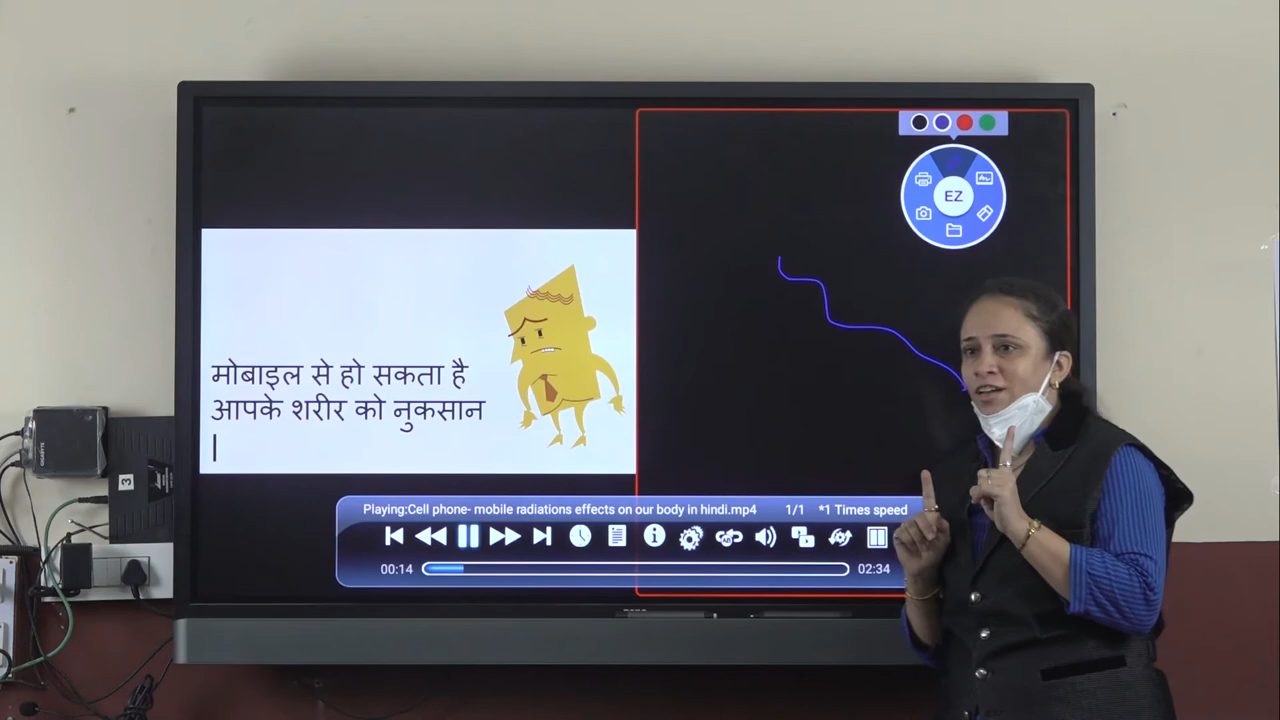 EZ
मोबाइल से हो सकता है
आपके शरीर को नुकसान
3
Playing:Cell phone- mobile radiations effects on our body in hindi.mp4 1/1 *1 Times speed
00:14 02:34